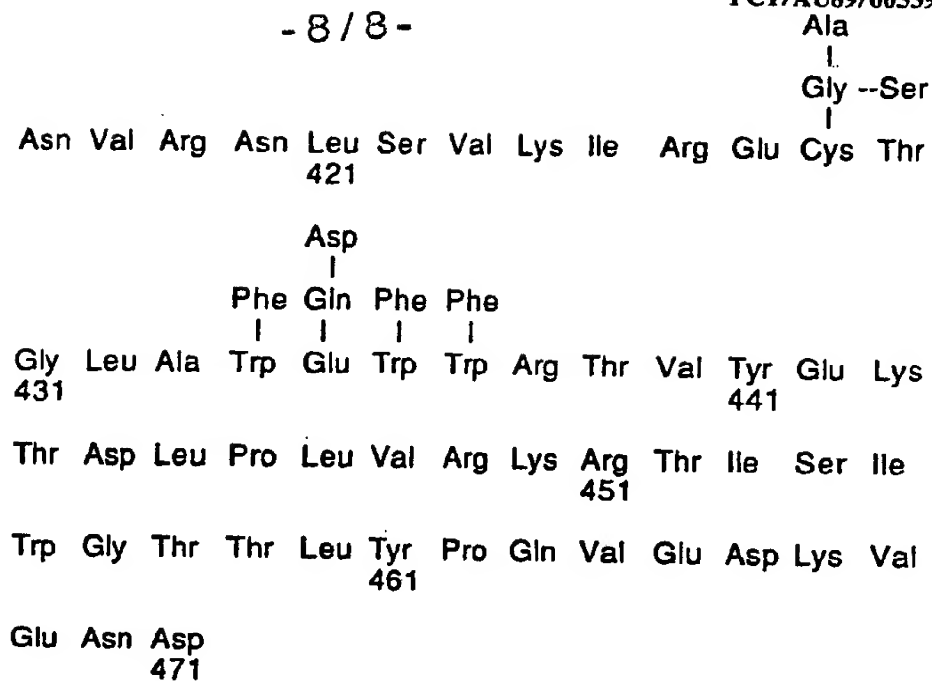 -8/8-
Ala
Gly --Ser
Asn Val Arg Asn Leu Ser Val Lys Ile Arg Glu Cys Thr
421
Asp
Phe Gln Phe Phe
Gly Leu Ala Trp Glu Trp Trp Arg Thr Val Tyr Glu Lys
431 441
Thr Asp Leu Pro Leu Val Arg Lys Arg Thr Ile Ser Ile
451
Trp Gly Thr Thr Leu Tyr Pro Gln Val Glu Asp Lys Val
461
Glu Asn Asp
471